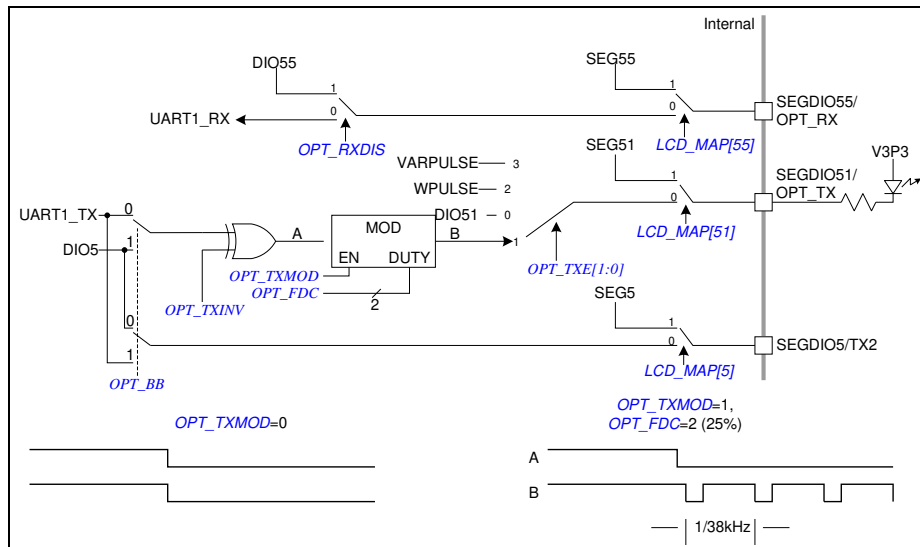 Internal
DIO55
SEG55
1
1
UART1_RX
0
0
SEGDIO55/
OPT_RX
OPT_RXDIS
LCD_MAP[55]
VARPULSE
3
SEG51
V3P3
WPULSE
2
1
SEGDIO51/
OPT_TX
UART1_TX
0
DIO51
0
0
A
MOD
B
1
DIO5
1
EN
DUTY
LCD_MAP[51]
OPT_TXMOD
OPT_TXE[1:0]
OPT_FDC
2
OPT_TXINV
SEG5
0
1
0
SEGDIO5/TX2
1
OPT_BB
LCD_MAP[5]
OPT_TXMOD=0
OPT_TXMOD=1,
OPT_FDC=2 (25%)
A
B
1/38kHz